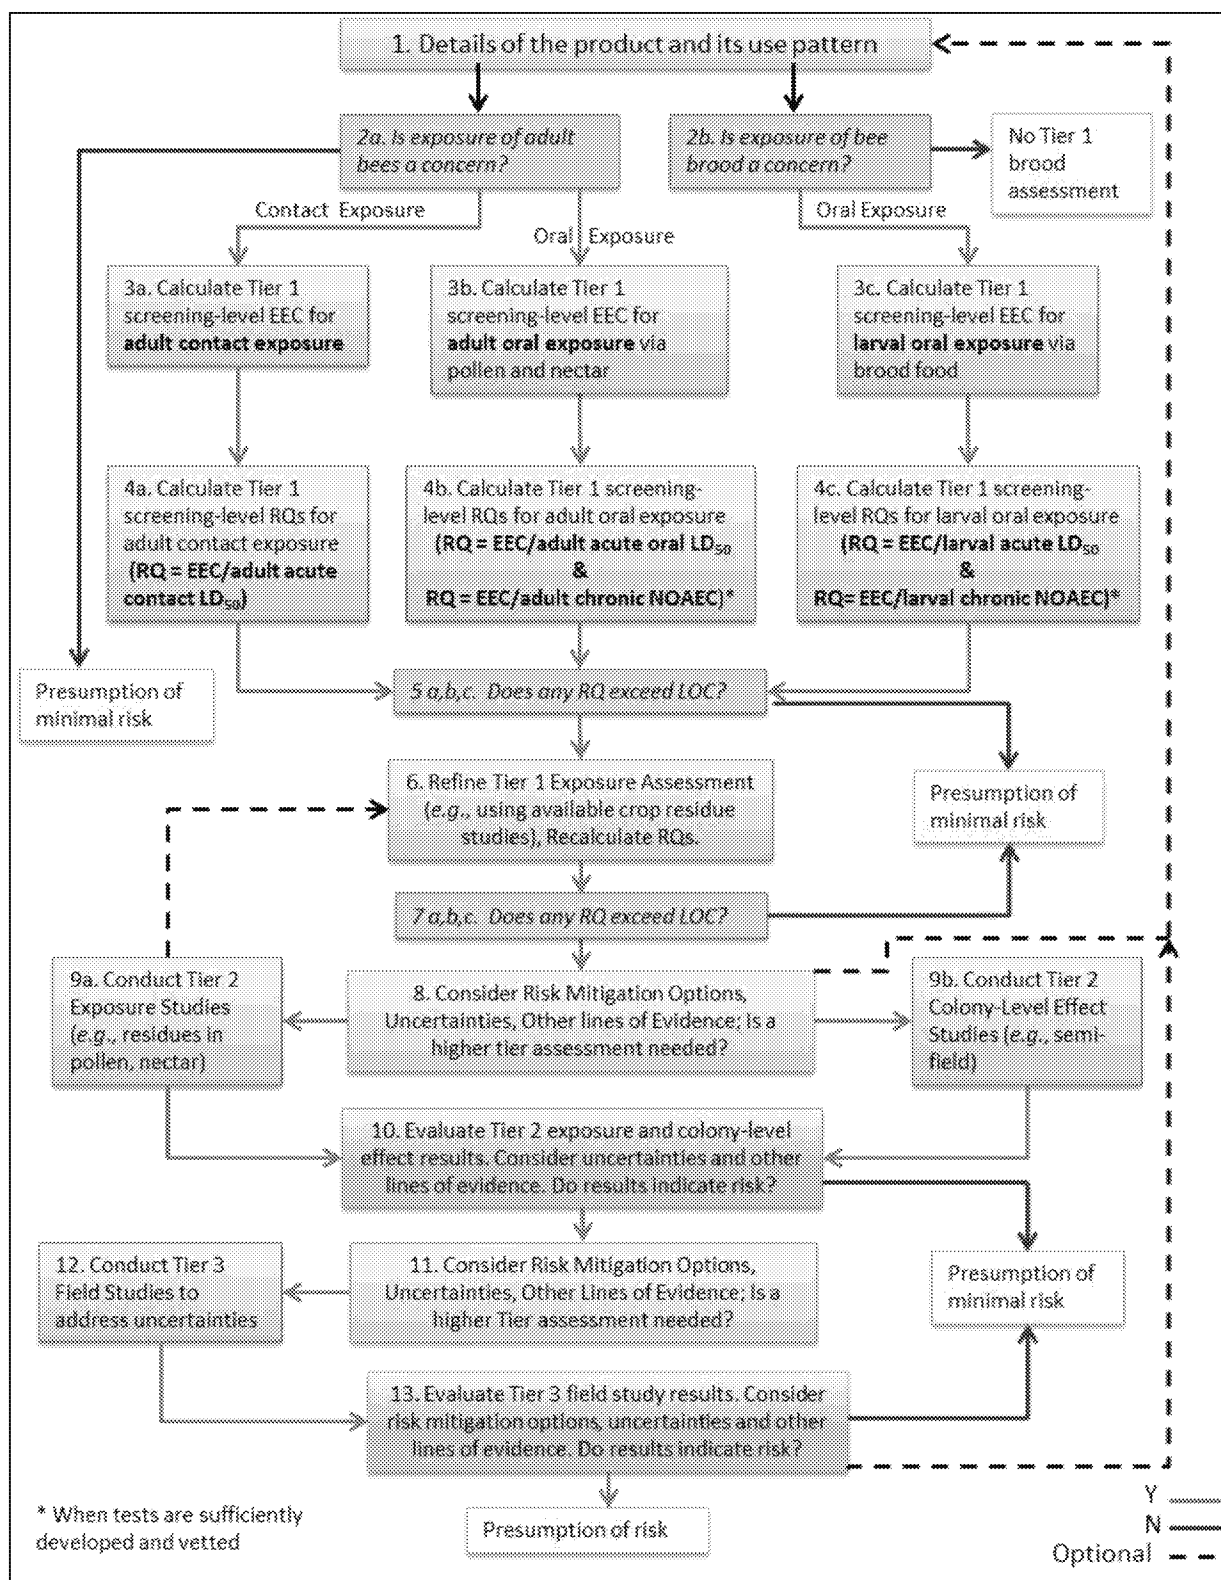 1. Details of the product and its use pattern
2a. Is exposure of adult
bees a concern?
2b. Is exposure of bee
brood a concern?
No Tier 1
brood
assessment
Contact Exposure
Oral Exposure
Oral Exposure
3a. Calculate Tier 1
screening-level EEC for
adult contact exposure
3b. Calculate Tier 1
screening-level EEC for
adult oral exposure via
pollen and nectar
3c. Calculate Tier 1
screening-level EEC for
larval oral exposure via
brood food
4a. Calculate Tier 1
screening-level RQs for
adult contact exposure
(RQ = EEC/adult acute
contact LD50)
4b. Calculate Tier 1 screening-
level RQs for adult oral exposure
(RQ = EEC/adult acute oral LD50
&
RQ = EEC/adult chronic NOAEC)*
4c. Calculate Tier 1 screening-
level RQs for larval oral exposure
(RQ = EEC/larval acute LD50
&
RQ= EEC/larval chronic NOAEC)*
Presumption of
minimal risk
5 a,b,c. Does any RQ exceed LOC?
6. Refine Tier 1 Exposure Assessment
(e.g., using available crop residue
studies), Recalculate RQs.
Presumption of
minimal risk
7 a,b,c. Does any RQ exceed LOC?
9a. Conduct Tier 2
Exposure Studies
(e.g., residues in
pollen, nectar)
8. Consider Risk Mitigation Options,
Uncertainties, Other lines of Evidence; Is a
higher tier assessment needed?
9b. Conduct Tier 2
Colony-Level Effect
Studies (e.g., semi-
field)
10. Evaluate Tier 2 exposure and colony-level
effect results. Consider uncertainties and other
lines of evidence. Do results indicate risk?
12. Conduct Tier 3
Field Studies to
address uncertainties
11. Consider Risk Mitigation Options,
Uncertainties, Other Lines of Evidence; Is a
higher Tier assessment needed?
Presumption of
minimal risk
13. Evaluate Tier 3 field study results. Consider
risk mitigation options, uncertainties and other
lines of evidence. Do results indicate risk?
* When tests are sufficiently
developed and vetted
Presumption of risk
Y
N
Optional